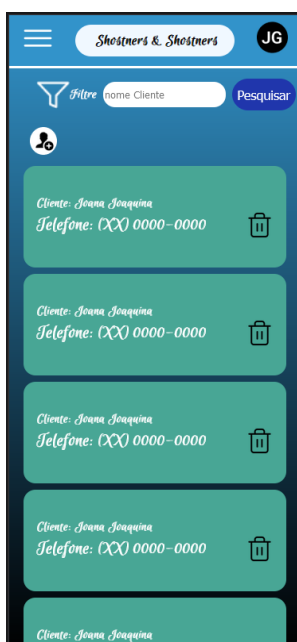 Shostners & Shostners
JG
Filtre nome Cliente Pesquisar
Cliente: Joana Joaquina
Telefone: (XX) 0000-0000
Cliente: Joana Joaquina
Telefone: (XX) 0000-0000
Cliente: Joana Joaquina
Telefone: (XX) 0000-0000
Cliente: Joana Joaquina
Telefone: (XX) 0000-0000
Cliente: Joana Joaquina